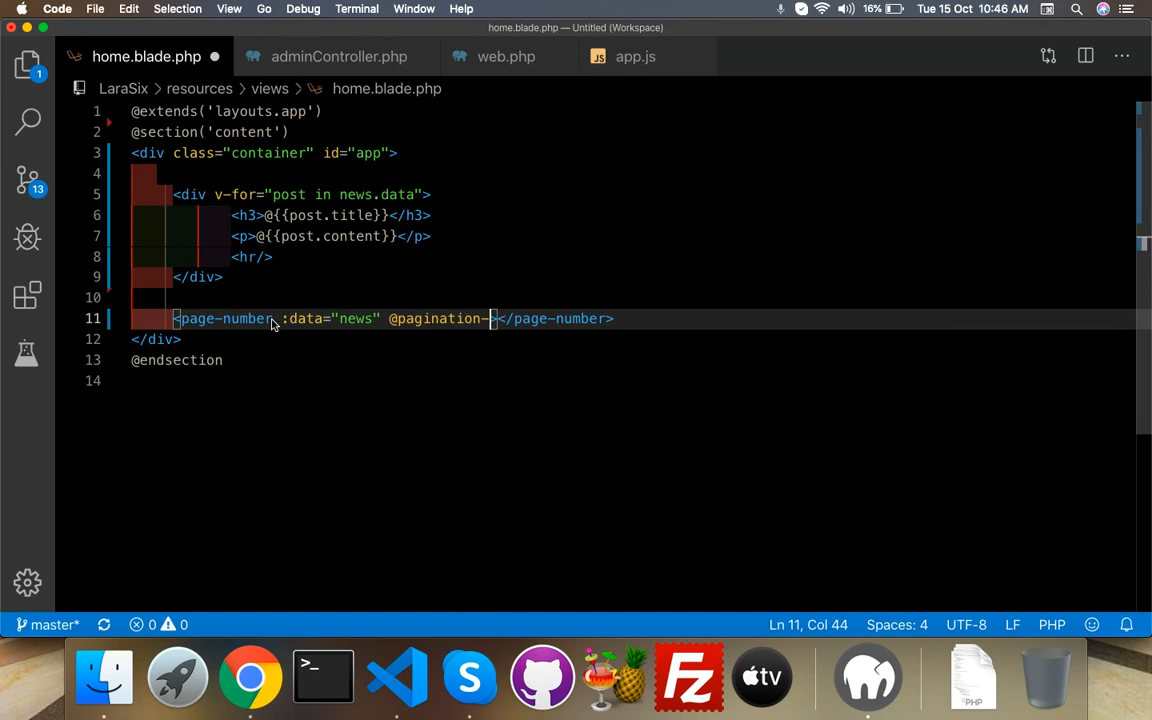 Code File Edit Selection View Go Debug Terminal Window Help 16% Tue 15 Oct 10:46 AM
home.blade.php — Untitled (Workspace)
home.blade.php adminController.php web.php JS app.js
LaraSix > resources > views > home.blade.php
1 @extends('layouts.app')
2 @section('content')
3 <div class="container" id="app">
4
5 <div v-for="post in news.data">
6 <h3>@{{post.title}}</h3>
7 <p>@{{post.content}}</p>
8 <hr/>
9 </div>
10
11 <page-number :data="news" @pagination-></page-number>
12 </div>
13 @endsection
14
1
13
master* 0 0 Ln 11, Col 44 Spaces: 4 UTF-8 LF PHP
>_
S
Fz
tv
PHP